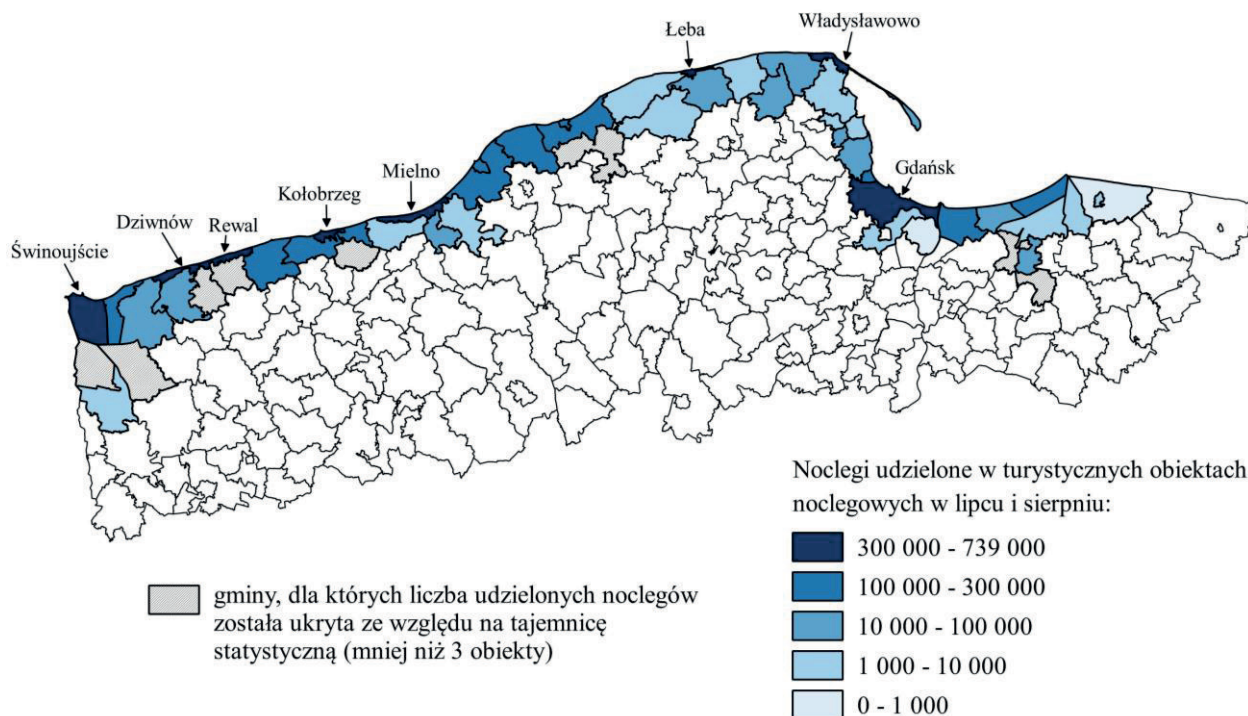 Władysławowo
Łeba
Gdańsk
Mielno
Kołobrzeg
Rewal
Dziwnów
Świnoujście
Noclegi udzielone w turystycznych obiektach
noclegowych w lipcu i sierpniu:
300 000 - 739 000
100 000 - 300 000
10 000 - 100 000
1 000 - 10 000
0 - 1 000
gminy, dla których liczba udzielonych noclegów
została ukryta ze względu na tajemnicę
statystyczną (mniej niż 3 obiekty)